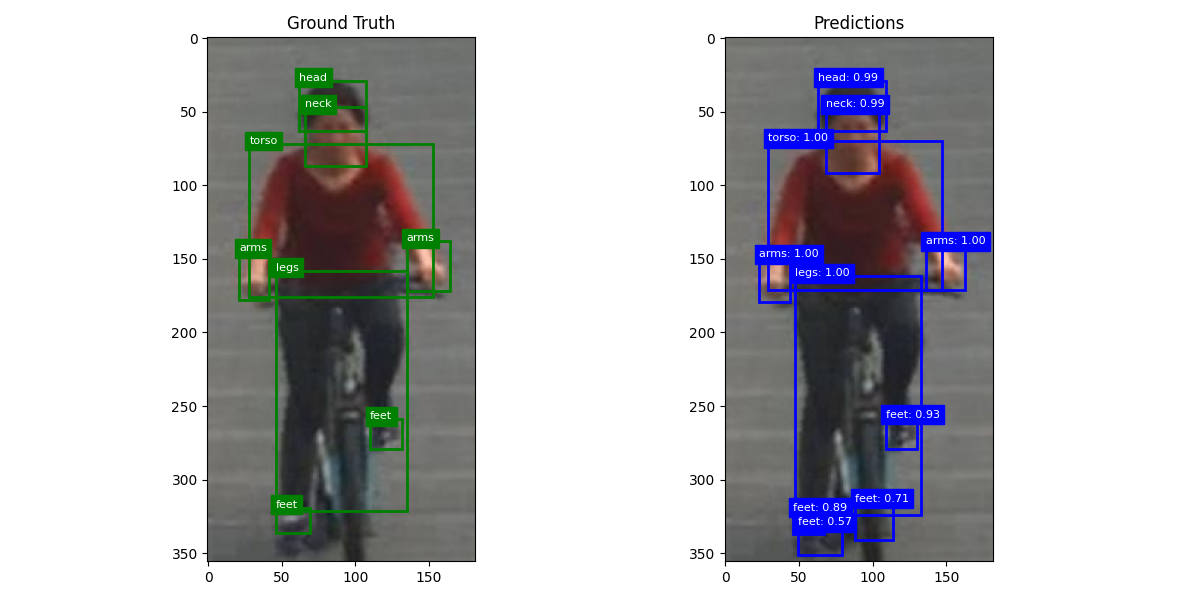 Ground Truth
0
50
100
150
200
250
300
350
0
50
100
150
head
neck
torso
arms
arms
legs
feet
feet
Predictions
0
50
100
150
200
250
300
350
0
50
100
150
head: 0.99
neck: 0.99
torso: 1.00
arms: 1.00
arms: 1.00
legs: 1.00
feet: 0.93
feet: 0.71
feet: 0.89
feet: 0.57